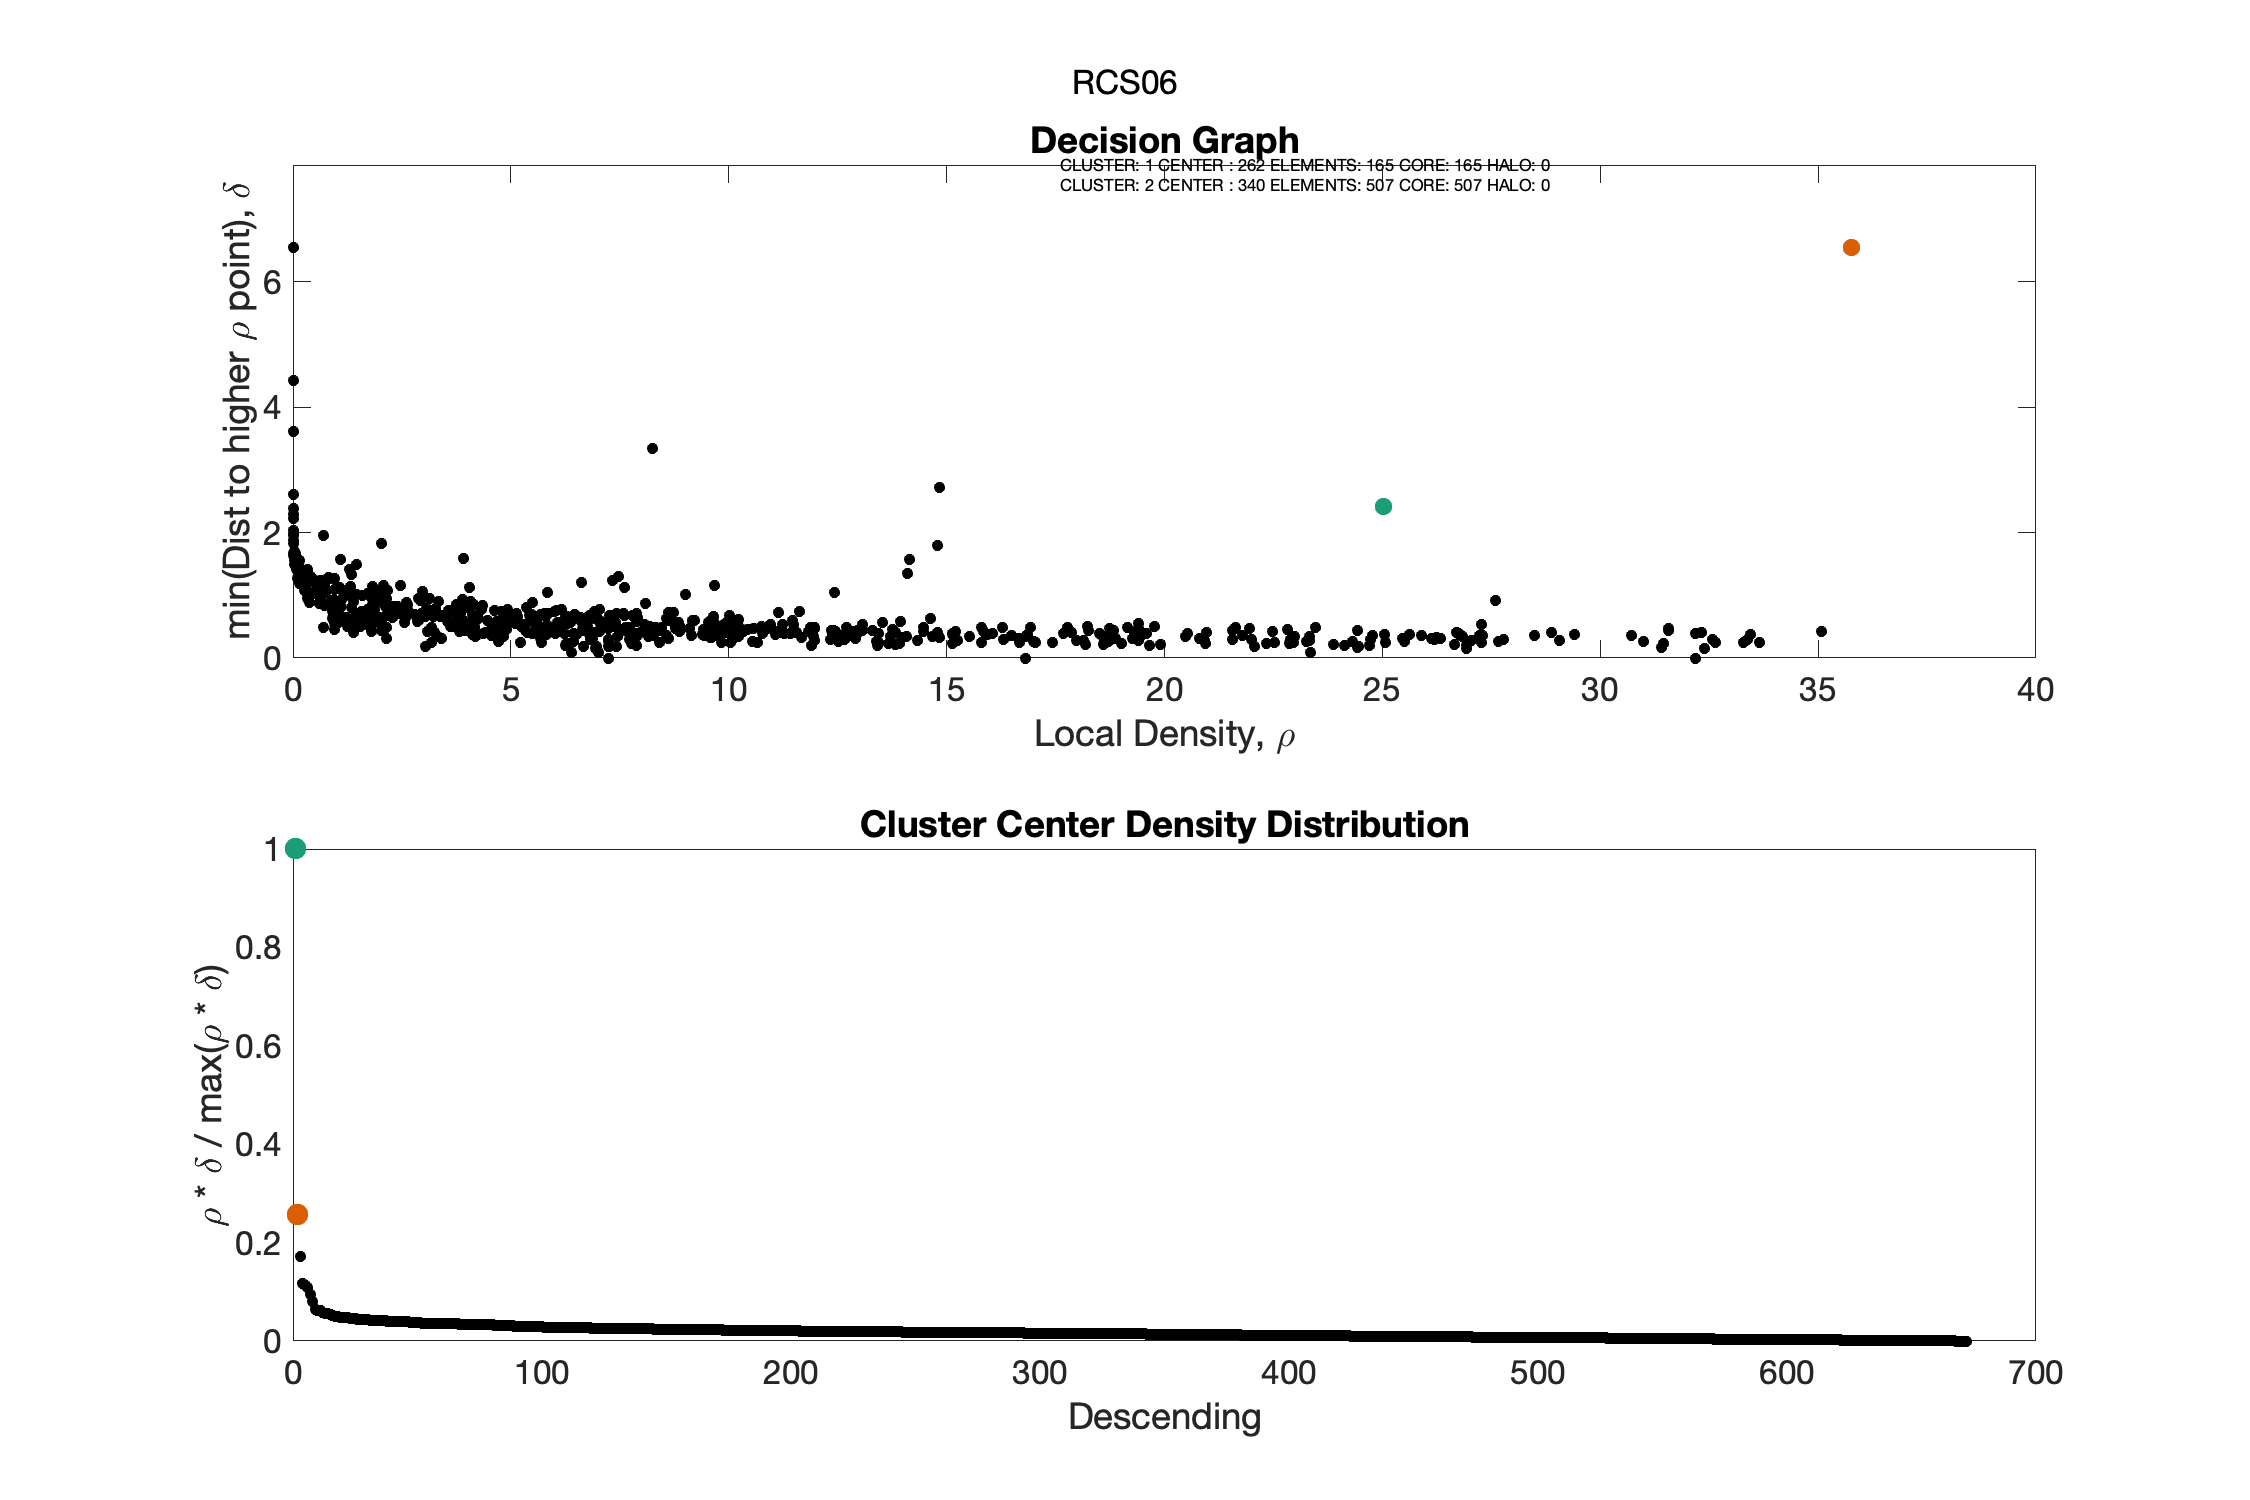 RCS06
Decision Graph
CLUSTER: 1 CENTER : 262 ELEMENTS: 165 CORE: 165 HALO: 0
CLUSTER: 2 CENTER : 340 ELEMENTS: 507 CORE: 507 HALO: 0
min(Dist to higher ρ point), δ
6
4
2
0
0 5 10 15 20 25 30 35 40
Local Density, ρ
Cluster Center Density Distribution
ρ * δ / max(ρ * δ)
1
0.8
0.6
0.4
0.2
0
0 100 200 300 400 500 600 700
Descending